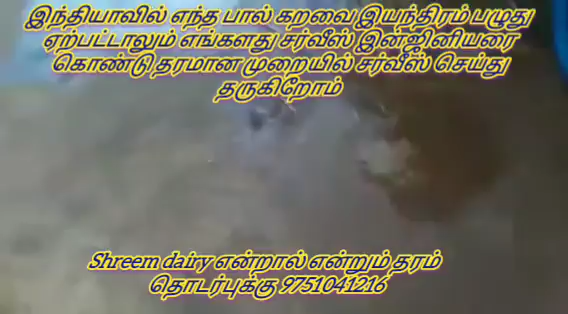 இந்தியாவில் எந்த பால் கறவை இயந்திரம் பழுது
ஏற்பட்டாலும் எங்களது சர்வீஸ் இன்ஜினியரை
கொண்டு தரமான முறையில் சர்வீஸ் செய்து
தருகிறோம்
Shreem dairy என்றால் என்றும் தரம்
தொடர்புக்கு 9751041216